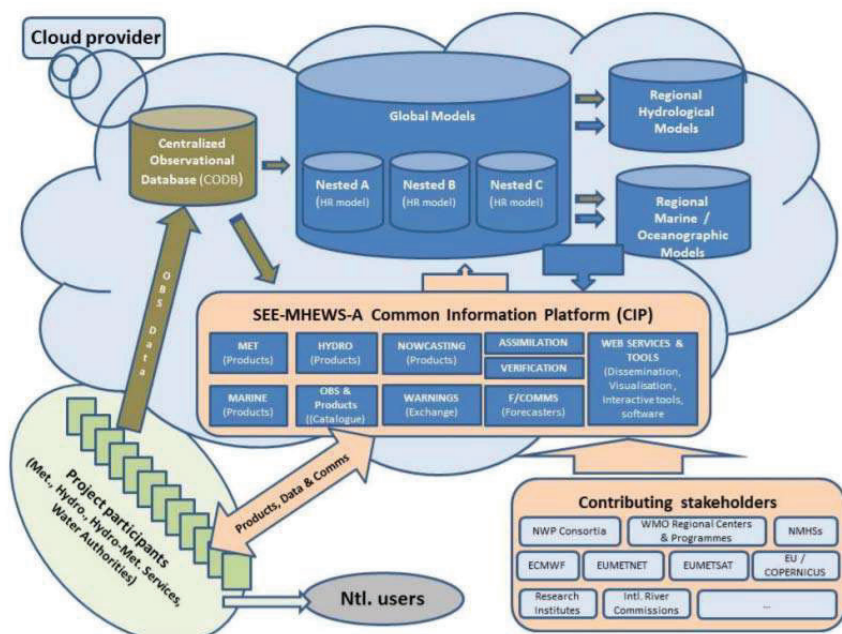 Cloud provider
Centralized
Observational
Database (CODB)
Global Models
Nested A
(HR model)
Nested B
(HR model)
Nested C
(HR model)
Regional
Hydrological
Models
Regional
Marine /
Oceanographic
Models
OBS Data
SEE-MHEWS-A Common Information Platform (CIP)
MET
(Products)
HYDRO
(Products)
NOWCASTING
(Products)
ASSIMILATION
VERIFICATION
WEB SERVICES &
TOOLS
(Dissemination,
Visualisation,
Interactive tools,
software
MARINE
(Products)
OBS &
Products
((Catalogue)
WARNINGS
(Exchange)
F/COMMS
(Forecasters)
Products, Data & Comms
Project participants
(Met., Hydro., Hydro-Met. Services,
Water Authorities)
Ntl. users
Contributing stakeholders
NWP Consortia
WMO Regional Centers
& Programmes
NMHSs
ECMWF
EUMETNET
EUMETSAT
EU /
COPERNICUS
Research
Institutes
Intl. River
Commissions
...